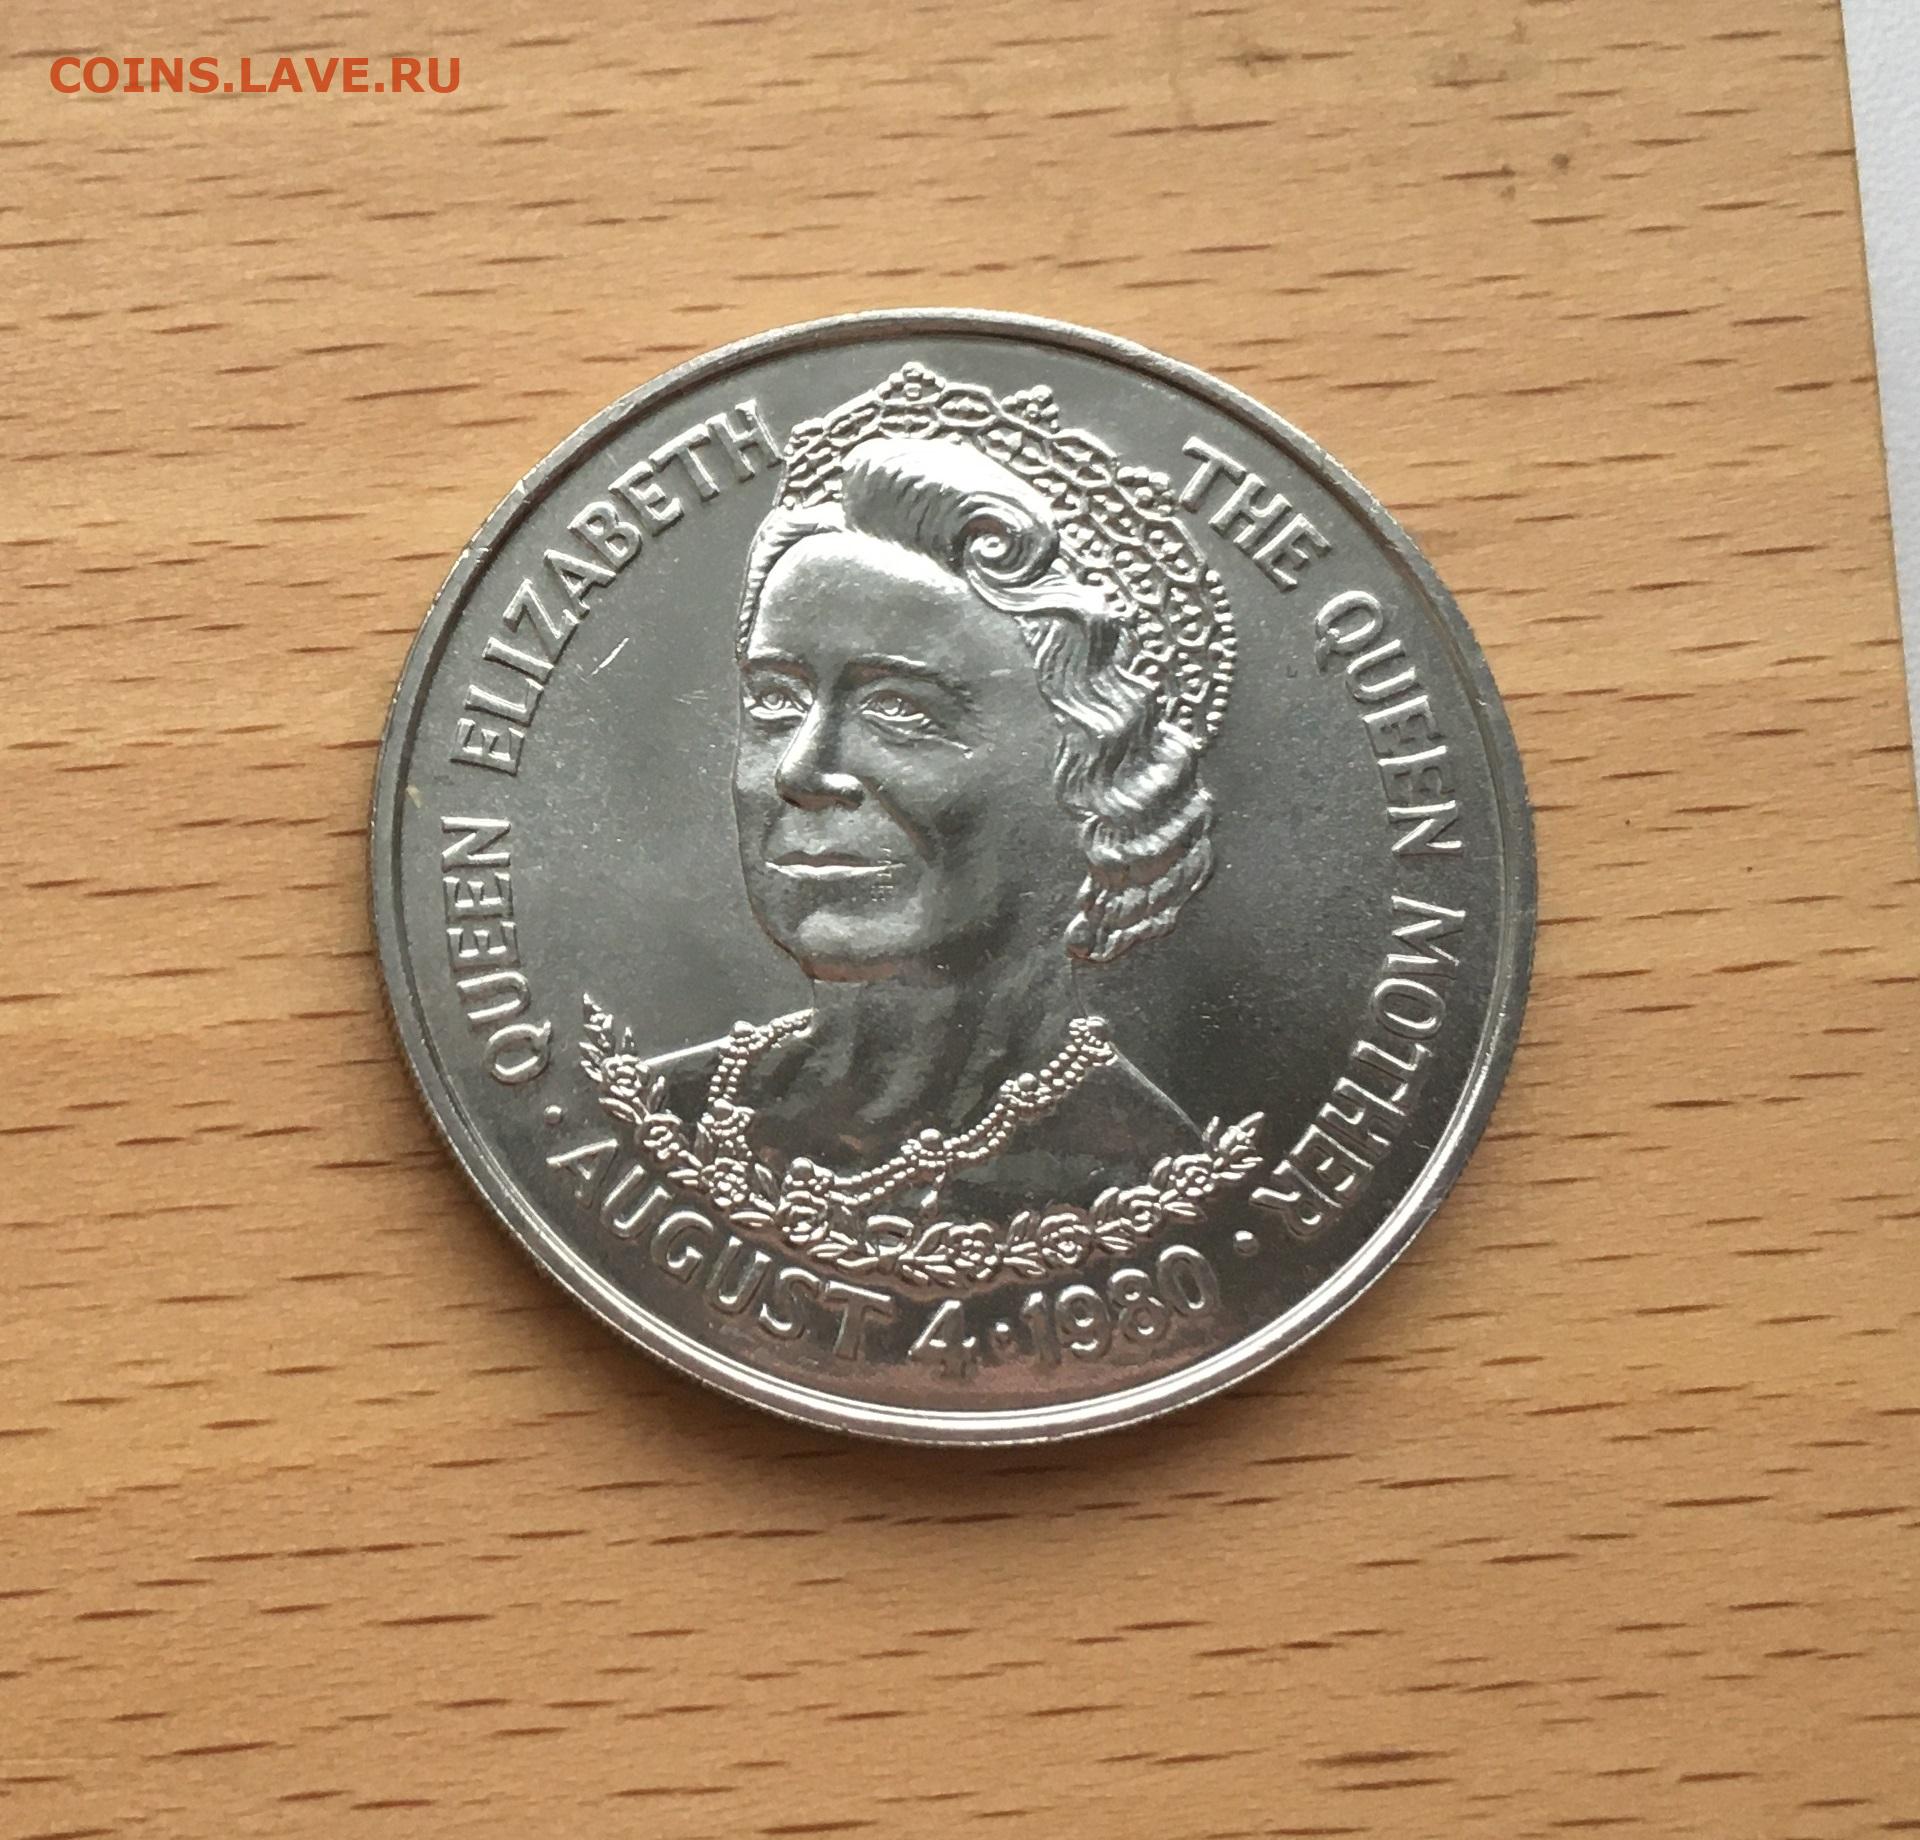 COINS.LAVE.RU
QUEEN ELIZABETH THE QUEEN MOTHER
· AUGUST 4 · 1980 ·